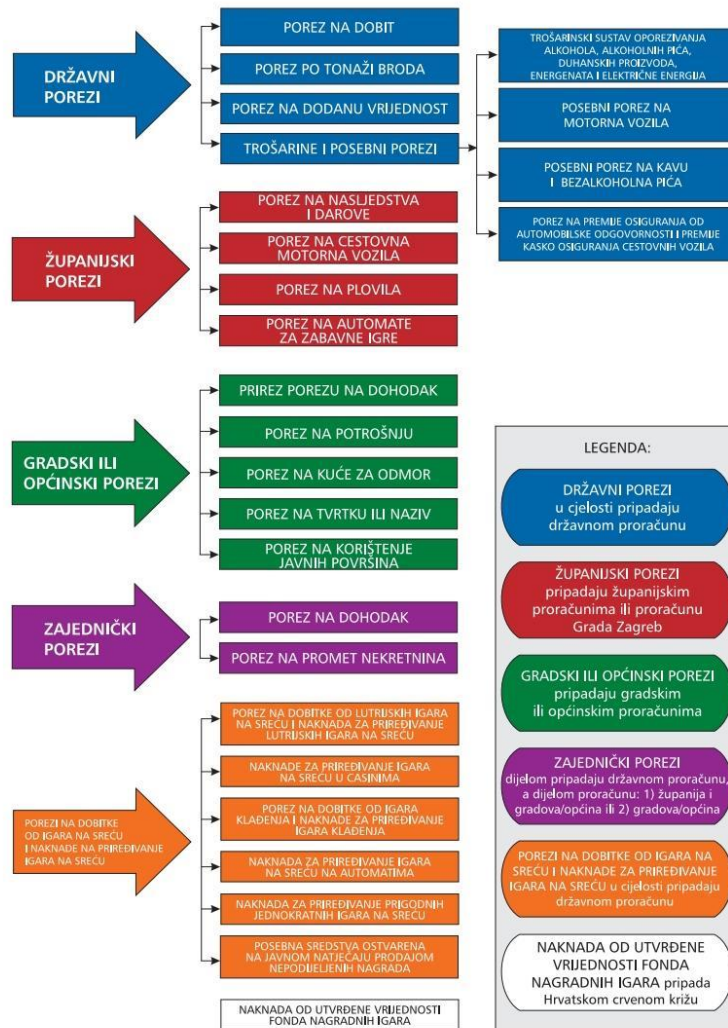 DRŽAVNI
POREZI
POREZ NA DOBIT
POREZ PO TONAŽI BRODA
POREZ NA DODANU VRIJEDNOST
TROŠARINE I POSEBNI POREZI
TROŠARINSKI SUSTAV OPOREZIVANJA
ALKOHOLA, ALKOHOLNIH PIĆA,
DUHANSKIH PROIZVODA,
ENERGENATA I ELEKTRIČNE ENERGIJA
POSEBNI POREZ NA
MOTORNA VOZILA
POSEBNI POREZ NA KAVU
I BEZALKOHOLNA PIĆA
POREZ NA PREMIJE OSIGURANJA OD
AUTOMOBILSKE ODGOVORNOSTI I PREMIJE
KASKO OSIGURANJA CESTOVNIH VOZILA
ŽUPANIJSKI
POREZI
POREZ NA NASLJEDSTVA
I DAROVE
POREZ NA CESTOVNA
MOTORNA VOZILA
POREZ NA PLOVILA
POREZ NA AUTOMATE
ZA ZABAVNE IGRE
GRADSKI ILI
OPĆINSKI POREZI
PRIREZ POREZU NA DOHODAK
POREZ NA POTROŠNJU
POREZ NA KUĆE ZA ODMOR
POREZ NA TVRTKU ILI NAZIV
POREZ NA KORIŠTENJE
JAVNIH POVRŠINA
ZAJEDNIČKI
POREZI
POREZ NA DOHODAK
POREZ NA PROMET NEKRETNINA
POREZI NA DOBITKE
OD IGARA NA SREĆU
I NAKNADE NA PRIREĐIVANJE
IGARA NA SREĆU
POREZ NA DOBITKE OD LUTRIJSKIH IGARA
NA SREĆU I NAKNADA ZA PRIREĐIVANJE
LUTRIJSKIH IGARA NA SREĆU
NAKNADE ZA PRIREĐIVANJE IGARA
NA SREĆU U CASINIMA
POREZ NA DOBITKE OD IGARA
KLAĐENJA I NAKNADE ZA PRIREĐIVANJE
IGARA KLAĐENJA
NAKNADA ZA PRIREĐIVANJE IGARA
NA SREĆU NA AUTOMATIMA
NAKNADA ZA PRIREĐIVANJE PRIGODNIH
JEDNOKRATNIH IGARA NA SREĆU
POSEBNA SREDSTVA OSTVARENA
NA JAVNOM NATJEČAJU PRODAJOM
NEPODIJELJENIH NAGRADA
NAKNADA OD UTVRĐENE VRIJEDNOSTI
FONDA NAGRADNIH IGARA
LEGENDA:
DRŽAVNI POREZI
u cjelosti pripadaju
državnom proračunu
ŽUPANIJSKI POREZI
pripadaju županijskim
proračunima ili proračunu
Grada Zagreb
GRADSKI ILI OPĆINSKI POREZI
pripadaju gradskim
ili općinskim proračunima
ZAJEDNIČKI POREZI
dijelom pripadaju državnom proračunu,
a dijelom proračunu: 1) županija i
gradova/općina ili 2) gradova/općina
POREZI NA DOBITKE OD IGARA NA
SREĆU I NAKNADE ZA PRIREĐIVANJE
IGARA NA SREĆU u cijelosti pripadaju
državnom proračunu
NAKNADA OD UTVRĐENE
VRIJEDNOSTI FONDA
NAGRADNIH IGARA pripada
Hrvatskom crvenom križu